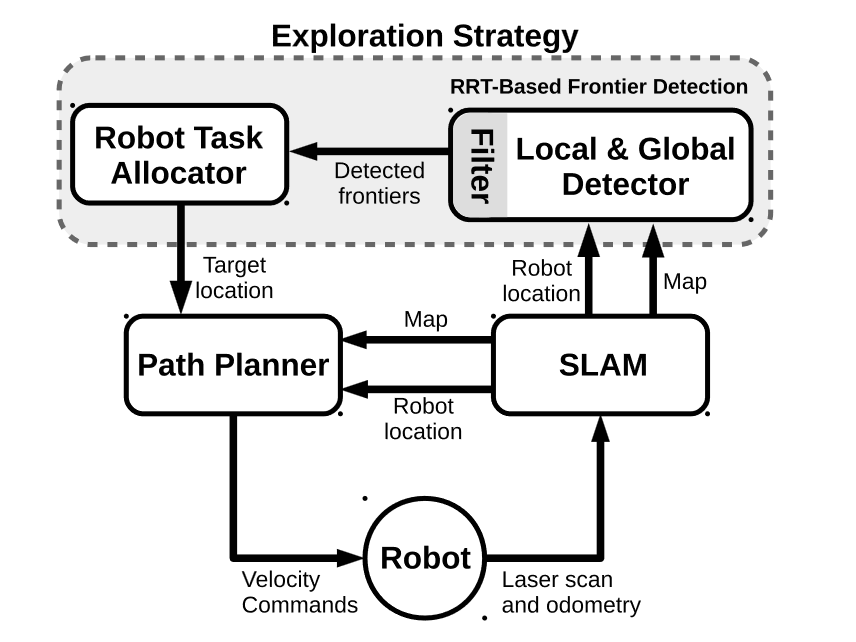 Exploration Strategy
RRT-Based Frontier Detection
Robot Task
Allocator
Detected
frontiers
Filter
Local & Global
Detector
Target
location
Robot
location
Map
Path Planner
Map
Robot
location
SLAM
Robot
Velocity
Commands
Laser scan
and odometry